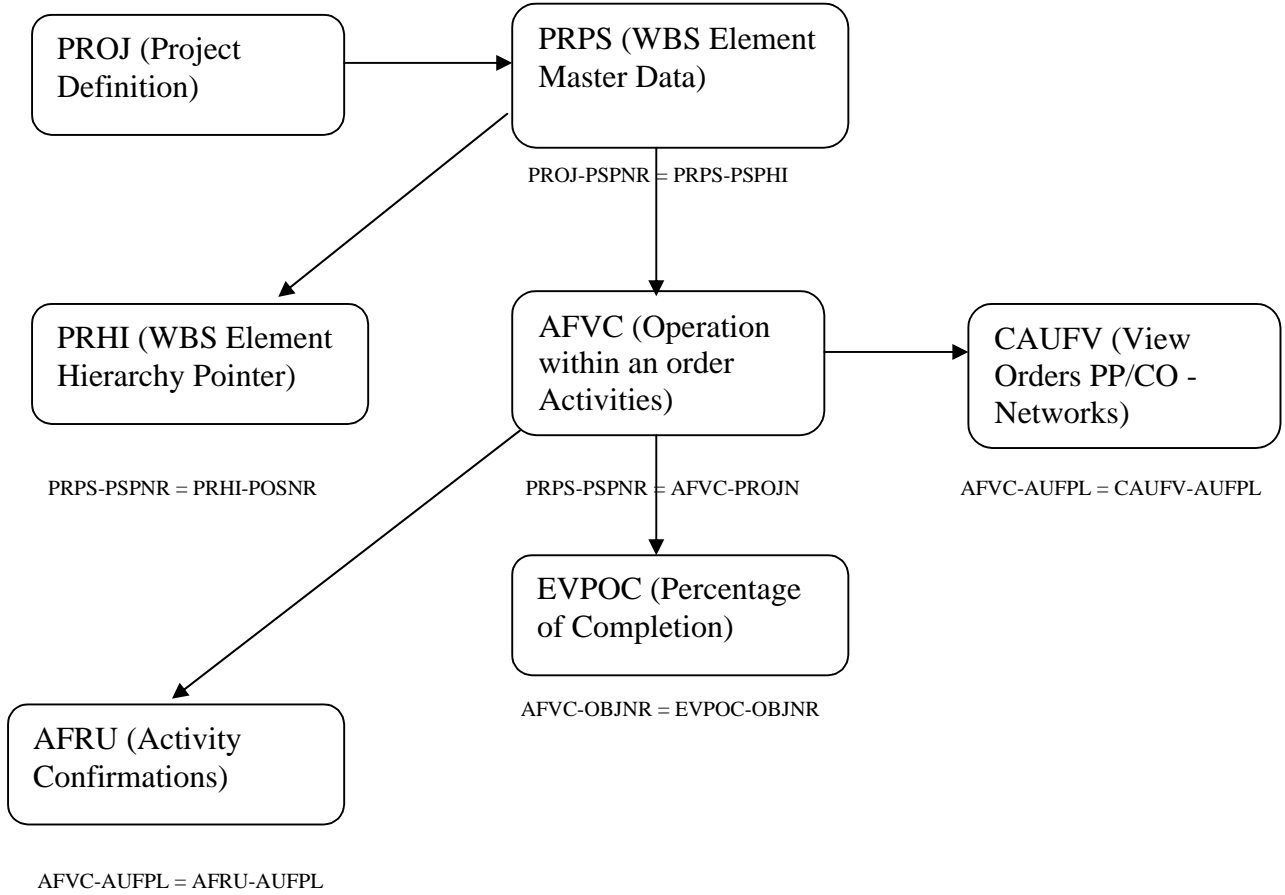 PROJ (Project
Definition)
PRPS (WBS Element
Master Data)
PROJ-PSPNR = PRPS-PSPHI
PRHI (WBS Element
Hierarchy Pointer)
AFVC (Operation
within an order
Activities)
CAUFV (View
Orders PP/CO -
Networks)
PRPS-PSPNR = PRHI-POSNR
PRPS-PSPNR = AFVC-PROJN
AFVC-AUFPL = CAUFV-AUFPL
EVPOC (Percentage
of Completion)
AFVC-OBJNR = EVPOC-OBJNR
AFRU (Activity
Confirmations)
AFVC-AUFPL = AFRU-AUFPL